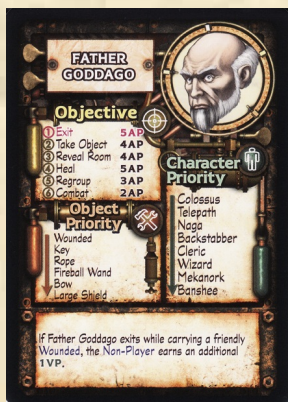 FATHER
GODDAGO
Objective
1 Exit 5AP
2 Take Object 4AP
3 Reveal Room 4AP
4 Heal 5AP
5 Regroup 3AP
6 Combat 2AP
Character
Priority
Colossus
Telepath
Naga
Backstabber
Cleric
Wizard
Mekanork
Banshee
Object
Priority
Wounded
Key
Rope
Fireball Wand
Bow
Large Shield
If Father Goddago exits while carrying a friendly
Wounded, the Non-Player earns an additional
1VP.